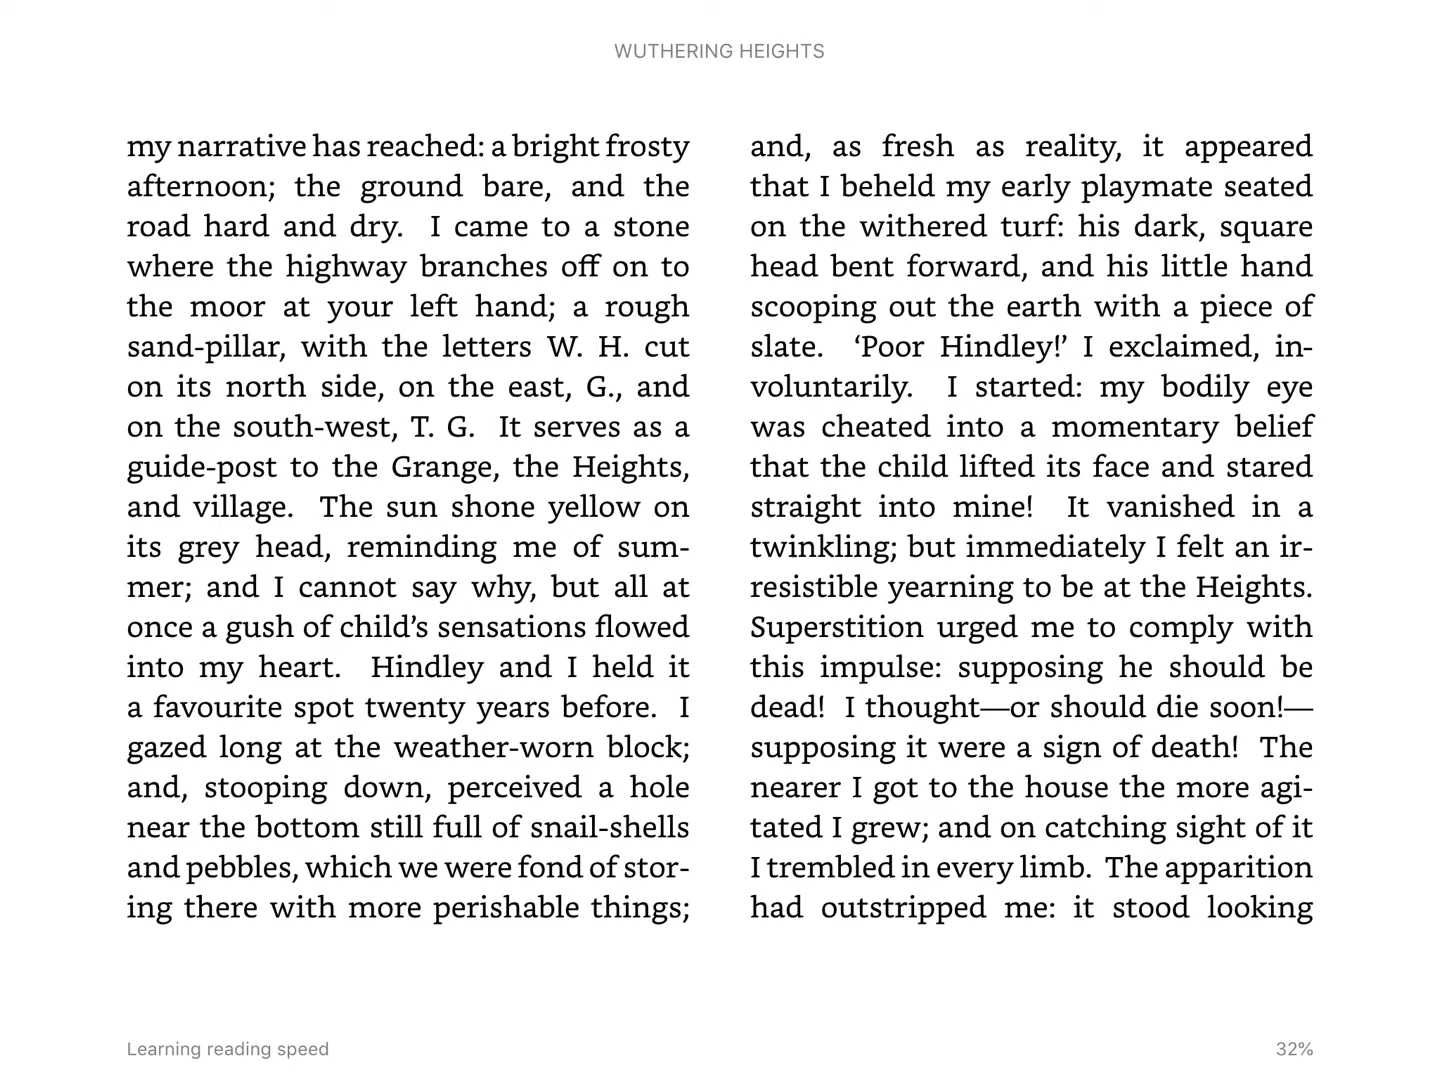 WUTHERING HEIGHTS
my narrative has reached: a bright frosty
afternoon; the ground bare, and the
road hard and dry. I came to a stone
where the highway branches off on to
the moor at your left hand; a rough
sand-pillar, with the letters W. H. cut
on its north side, on the east, G., and
on the south-west, T. G. It serves as a
guide-post to the Grange, the Heights,
and village. The sun shone yellow on
its grey head, reminding me of sum-
mer; and I cannot say why, but all at
once a gush of child’s sensations flowed
into my heart. Hindley and I held it
a favourite spot twenty years before. I
gazed long at the weather-worn block;
and, stooping down, perceived a hole
near the bottom still full of snail-shells
and pebbles, which we were fond of stor-
ing there with more perishable things;
and, as fresh as reality, it appeared
that I beheld my early playmate seated
on the withered turf: his dark, square
head bent forward, and his little hand
scooping out the earth with a piece of
slate. ‘Poor Hindley!’ I exclaimed, in-
voluntarily. I started: my bodily eye
was cheated into a momentary belief
that the child lifted its face and stared
straight into mine! It vanished in a
twinkling; but immediately I felt an ir-
resistible yearning to be at the Heights.
Superstition urged me to comply with
this impulse: supposing he should be
dead! I thought—or should die soon!—
supposing it were a sign of death! The
nearer I got to the house the more agi-
tated I grew; and on catching sight of it
I trembled in every limb. The apparition
had outstripped me: it stood looking
Learning reading speed
32%